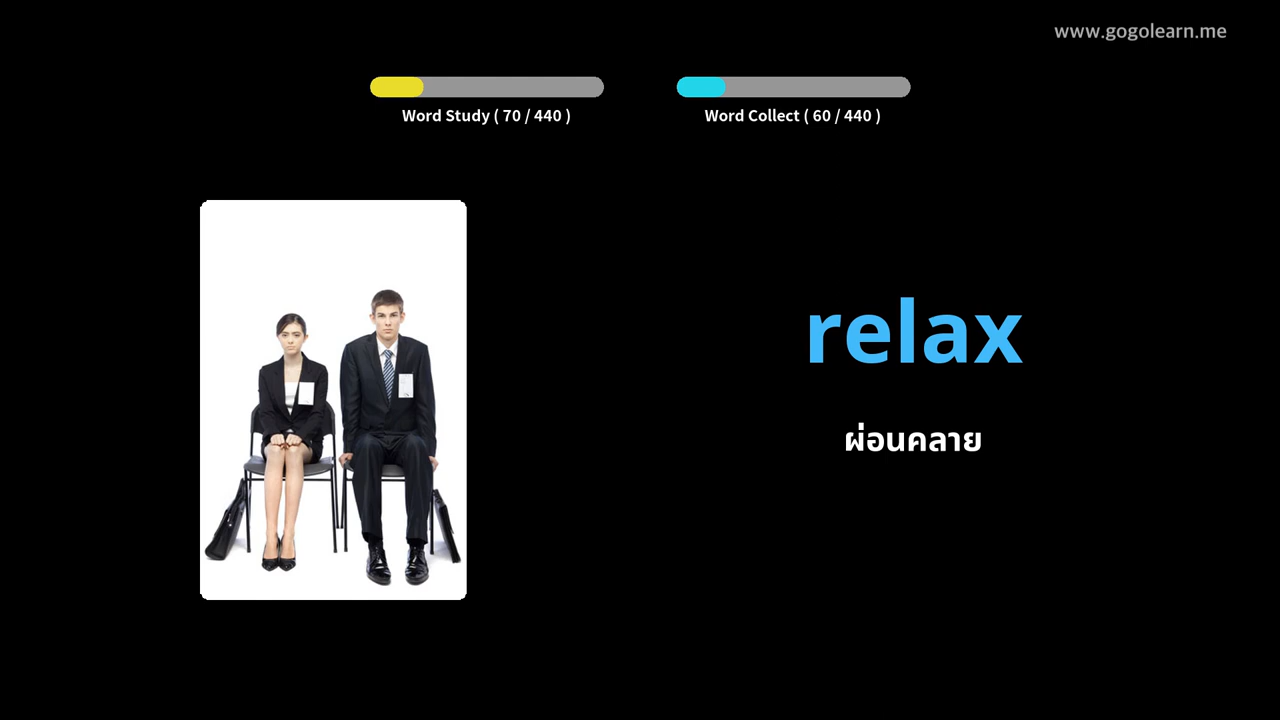 www.gogolearn.me
Word Study ( 70 / 440 )
Word Collect ( 60 / 440 )
relax
ผ่อนคลาย